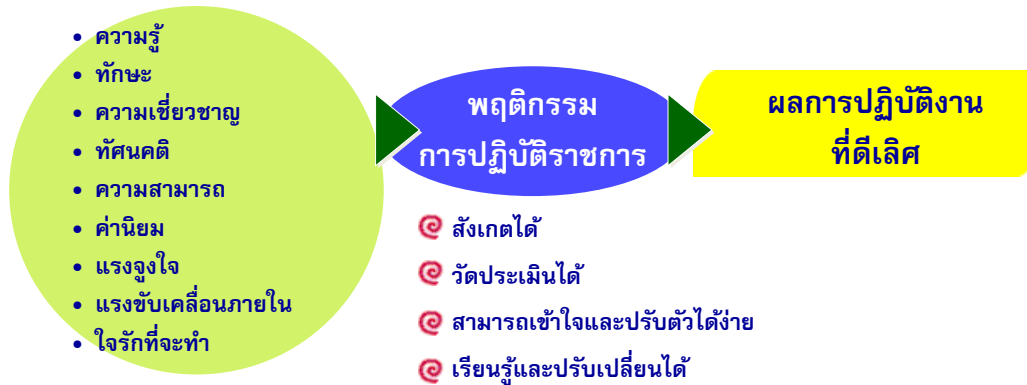 • ความรู้
• ทักษะ
• ความเชี่ยวชาญ
• ทัศนคติ
• ความสามารถ
• ค่านิยม
• แรงจูงใจ
• แรงขับเคลื่อนภายใน
• ใจรักที่จะทำ
พฤติกรรม
การปฏิบัติราชการ
สังเกตได้
วัดประเมินได้
สามารถเข้าใจและปรับตัวได้ง่าย
เรียนรู้และปรับเปลี่ยนได้
ผลการปฏิบัติงาน
ที่ดีเลิศ